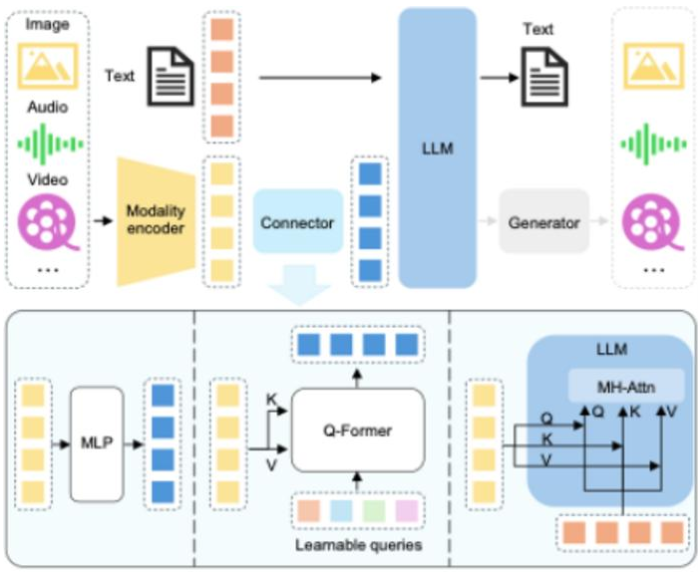 Image
Text
Audio
Video
...
Modality
encoder
Connector
LLM
Text
Generator
...
MLP
K
V
Q-Former
Learnable queries
LLM
MH-Attn
Q
K
V
Q
K
V